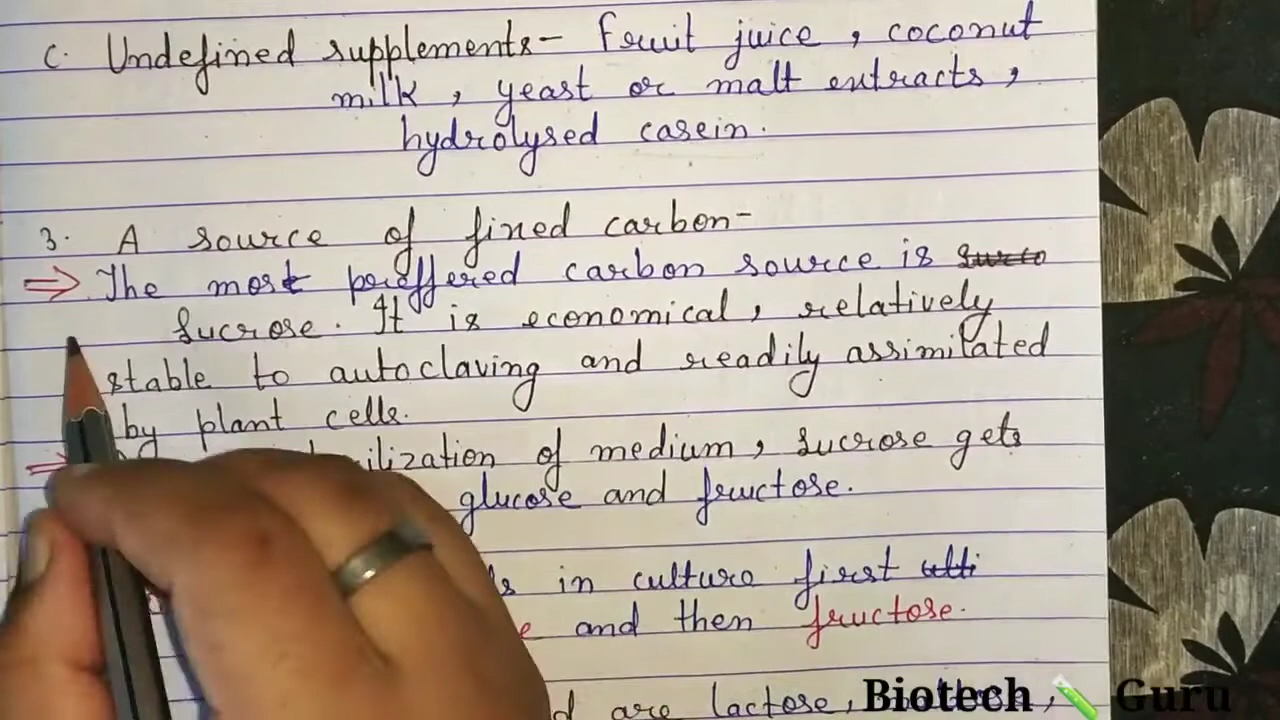 C. Undefined supplements- Fruit juice, coconut
milk, yeast or malt extracts,
hydrolysed casein.
3. A source of fixed carbon-
⇒ The most preffered carbon source is
Sucrose. It is economical, relatively
stable to autoclaving and readily assimilated
by plant cells.
of medium, sucrose gets
glucose and fructose.
in culture first
and then fructose.
are lactose,
Biotech Guru